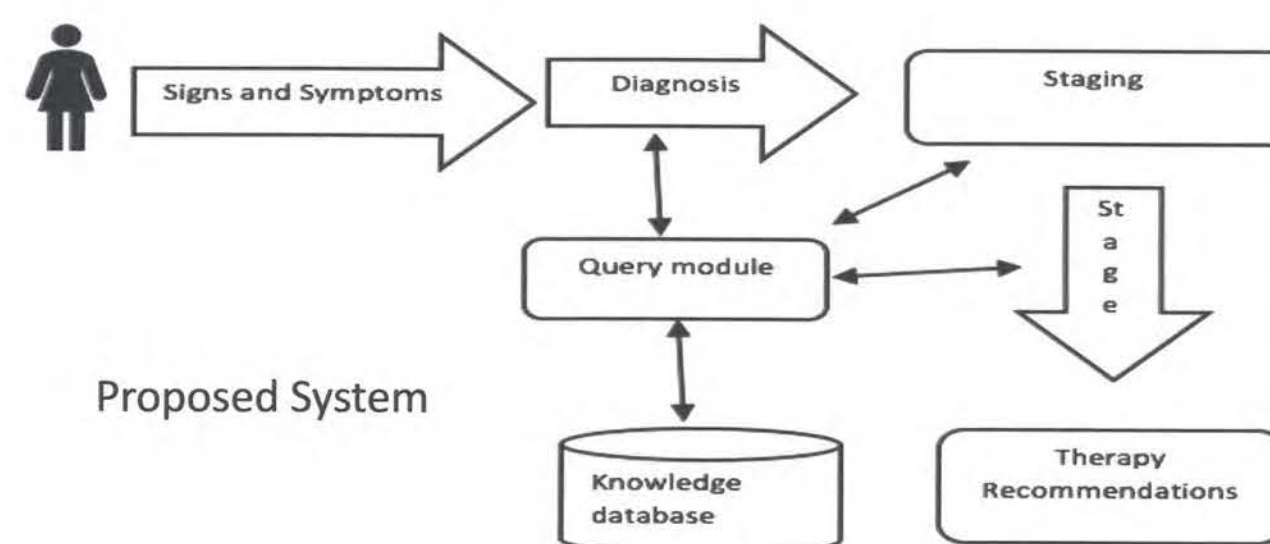 Signs and Symptoms
Diagnosis
Staging
St
a
g
e
Query module
Proposed System
Knowledge
database
Therapy
Recommendations